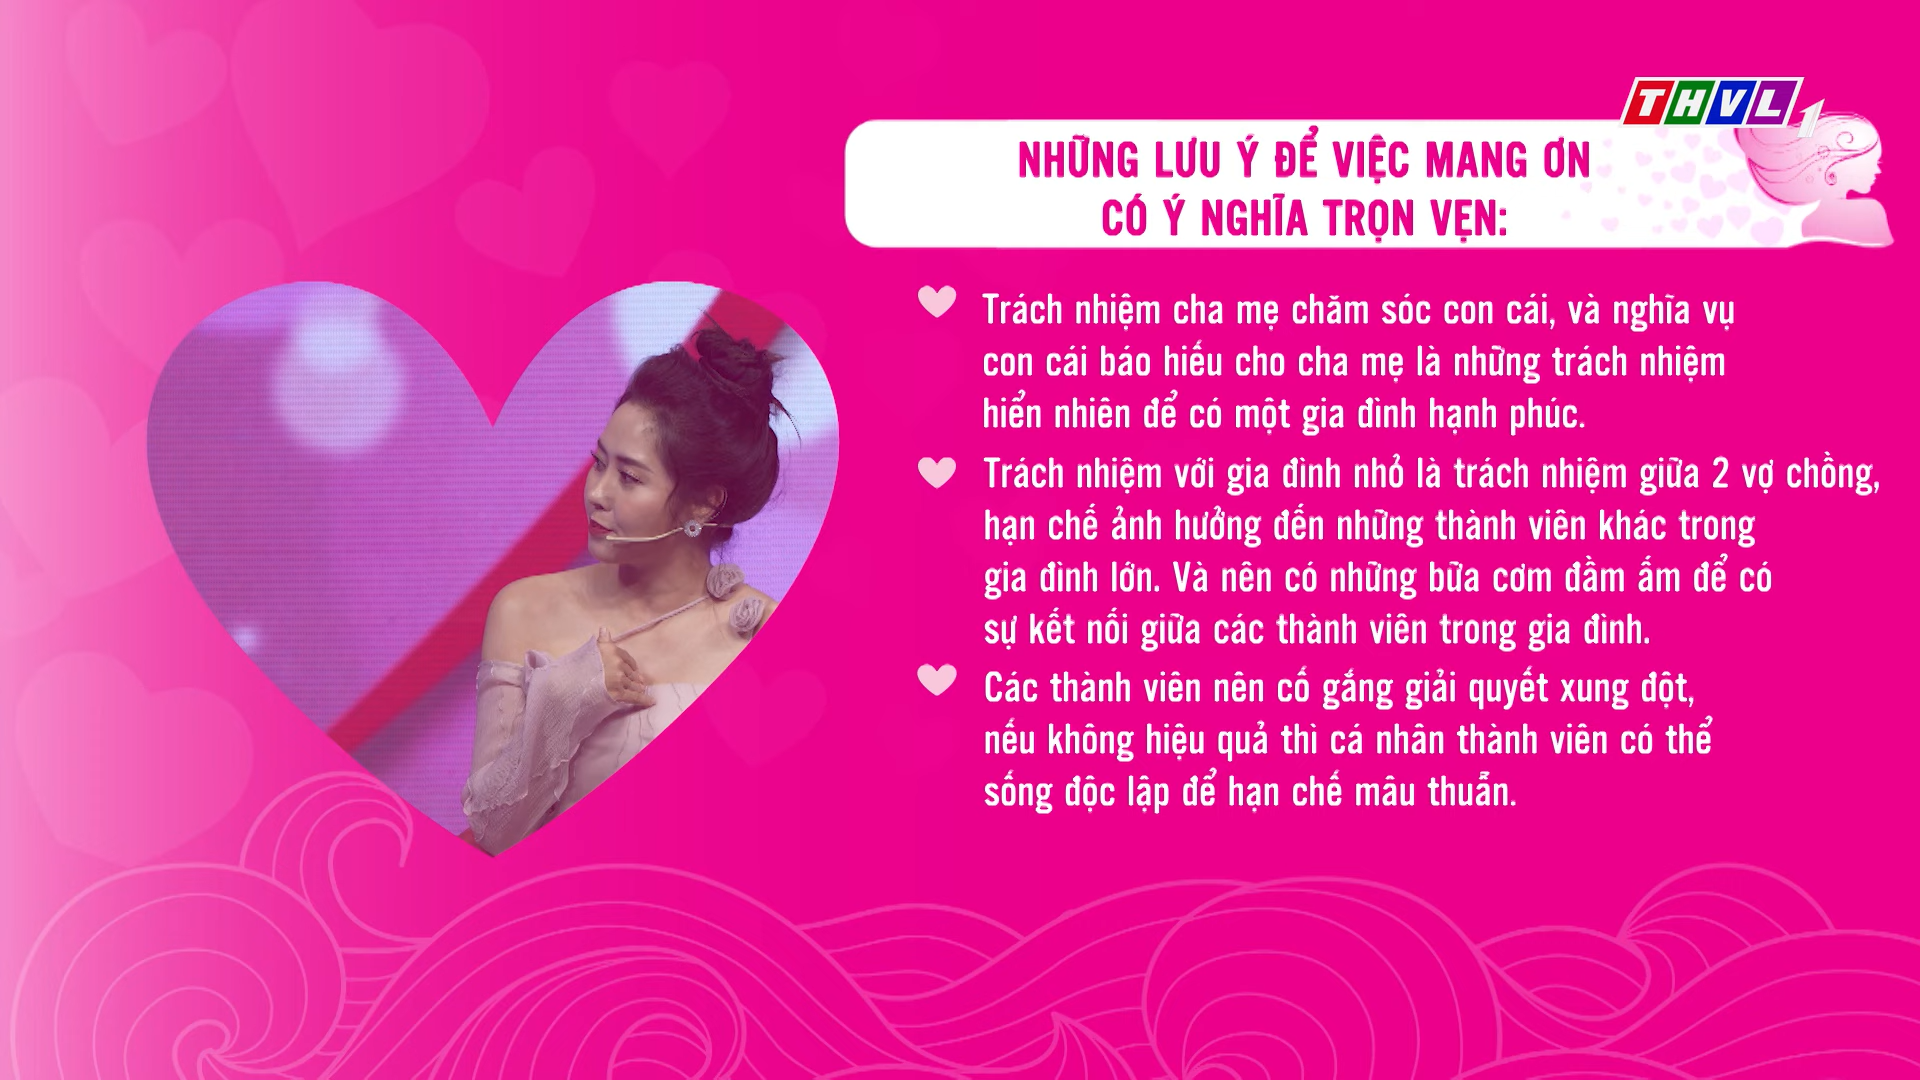 THVL1
NHỮNG LƯU Ý ĐỂ VIỆC MANG ƠN
CÓ Ý NGHĨA TRỌN VẸN:
Trách nhiệm cha mẹ chăm sóc con cái, và nghĩa vụ
con cái báo hiếu cho cha mẹ là những trách nhiệm
hiển nhiên để có một gia đình hạnh phúc.
Trách nhiệm với gia đình nhỏ là trách nhiệm giữa 2 vợ chồng,
hạn chế ảnh hưởng đến những thành viên khác trong
gia đình lớn. Và nên có những bữa cơm đầm ấm để có
sự kết nối giữa các thành viên trong gia đình.
Các thành viên nên cố gắng giải quyết xung đột,
nếu không hiệu quả thì cá nhân thành viên có thể
sống độc lập để hạn chế mâu thuẫn.